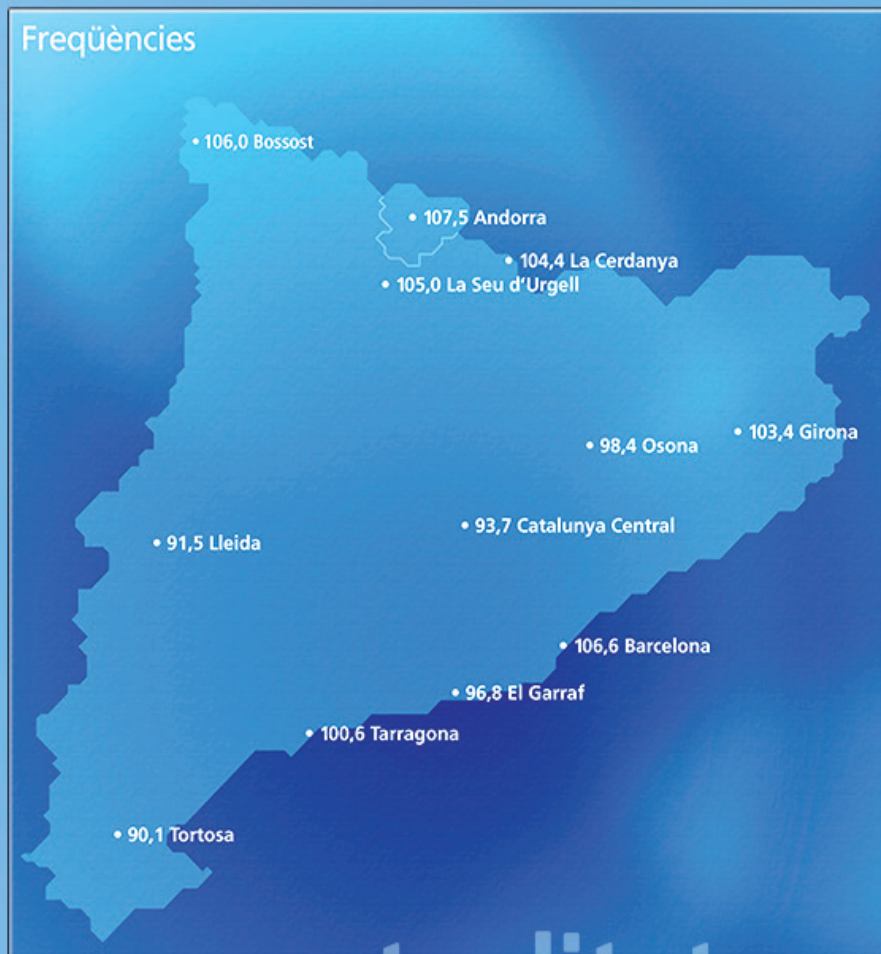 Freqüències
106,0 Bossost
107,5 Andorra
104,4 La Cerdanya
105,0 La Seu d'Urgell
103,4 Girona
98,4 Osona
93,7 Catalunya Central
91,5 Lleida
106,6 Barcelona
96,8 El Garraf
100,6 Tarragona
90,1 Tortosa